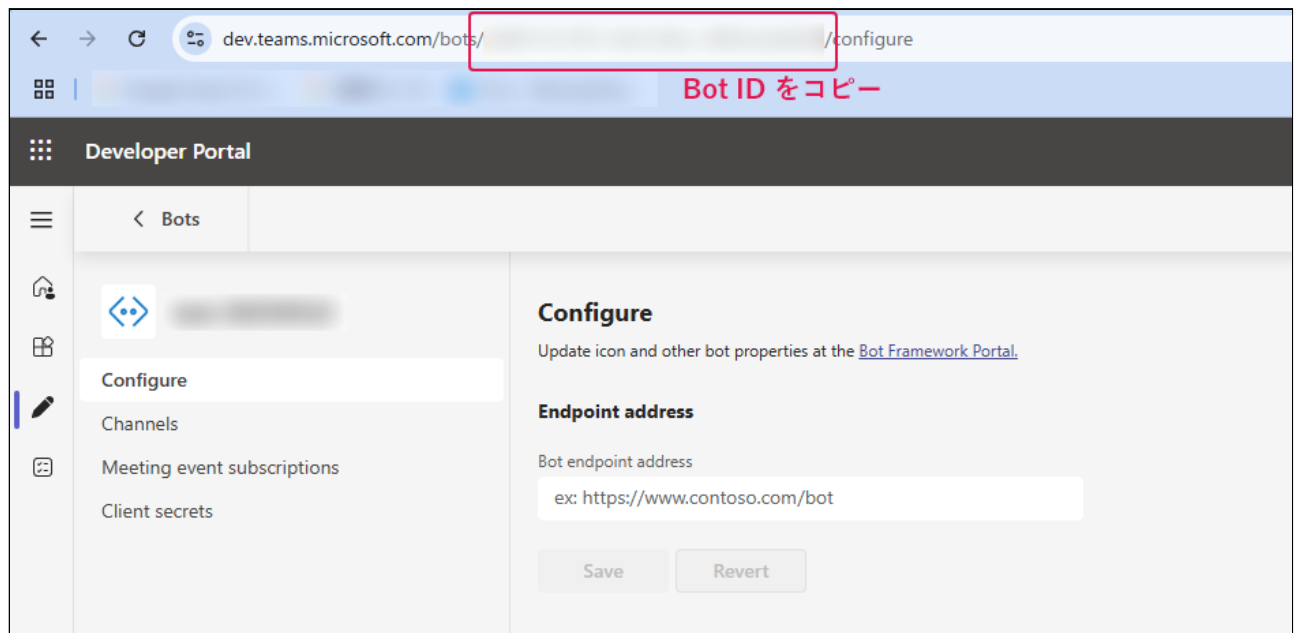 dev.teams.microsoft.com/bots/ /configure
Bot ID をコピー
Developer Portal
Bots
Configure
Channels
Meeting event subscriptions
Client secrets
Configure
Update icon and other bot properties at the Bot Framework Portal.
Endpoint address
Bot endpoint address
ex: https://www.contoso.com/bot
Save
Revert